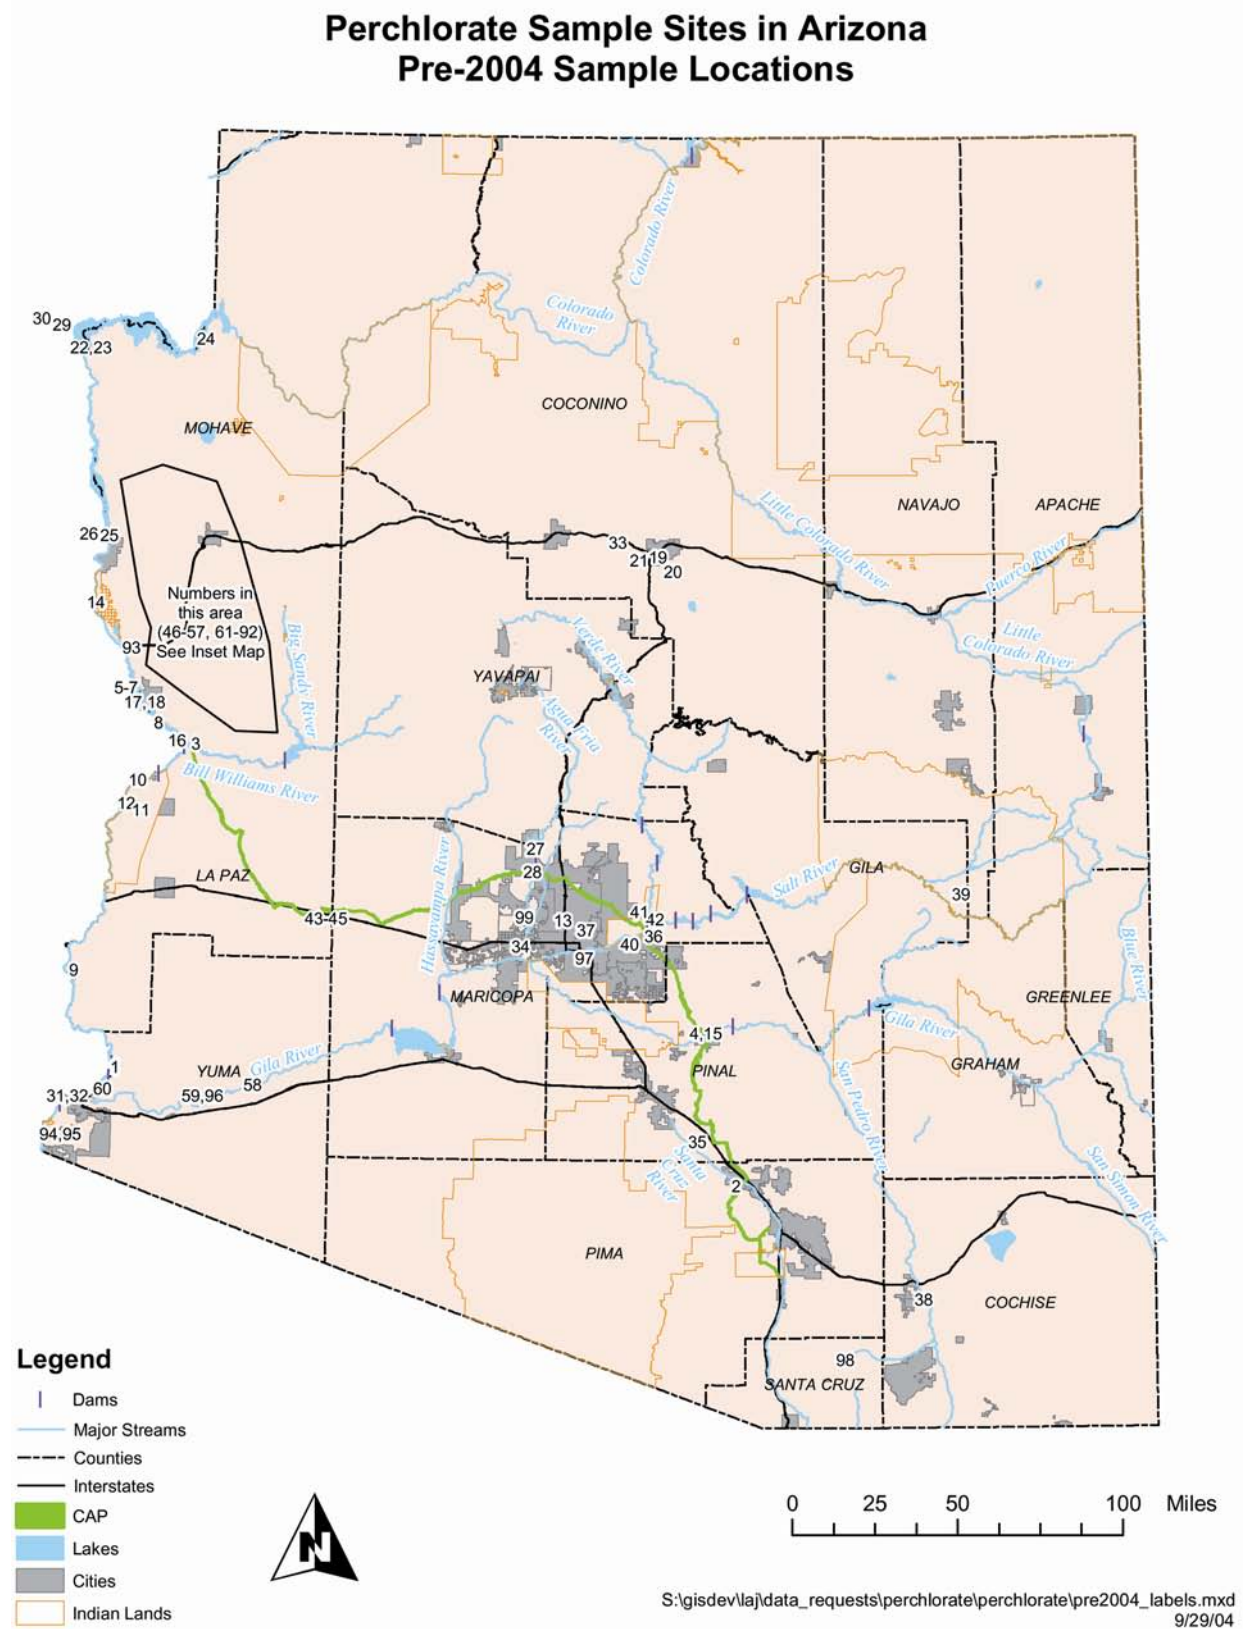 Perchlorate Sample Sites in Arizona
Pre-2004 Sample Locations
Colorado River
Colorado
River
30
29
22,23
24
COCONINO
MOHAVE
NAVAJO
APACHE
Little Colorado River
Puerco River
26
25
33
21
19
20
14
Numbers in
this area
(46-57, 61-92)
See Inset Map
93
Big Sandy River
Verde River
Little
Colorado River
YAVAPAI
5-7
17,18
8
Agua Fria
River
16
3
Bill Williams River
10
12
11
27
28
LA PAZ
Hassayampa River
Salt River
GILA
39
43-45
99
13
37
41
42
36
40
34
97
9
MARICOPA
Blue River
GREENLEE
Gila River
4,15
1
YUMA
Gila River
58
59,96
60
31,32
PINAL
GRAHAM
San Pedro River
94,95
35
Santa
Cruz
River
2
San Simon River
PIMA
38
COCHISE
98
SANTA CRUZ
Legend
Dams
Major Streams
Counties
Interstates
CAP
Lakes
Cities
Indian Lands
N
0 25 50 100 Miles
S:\gisdev\laj\data_requests\perchlorate\perchlorate\pre2004_labels.mxd
9/29/04